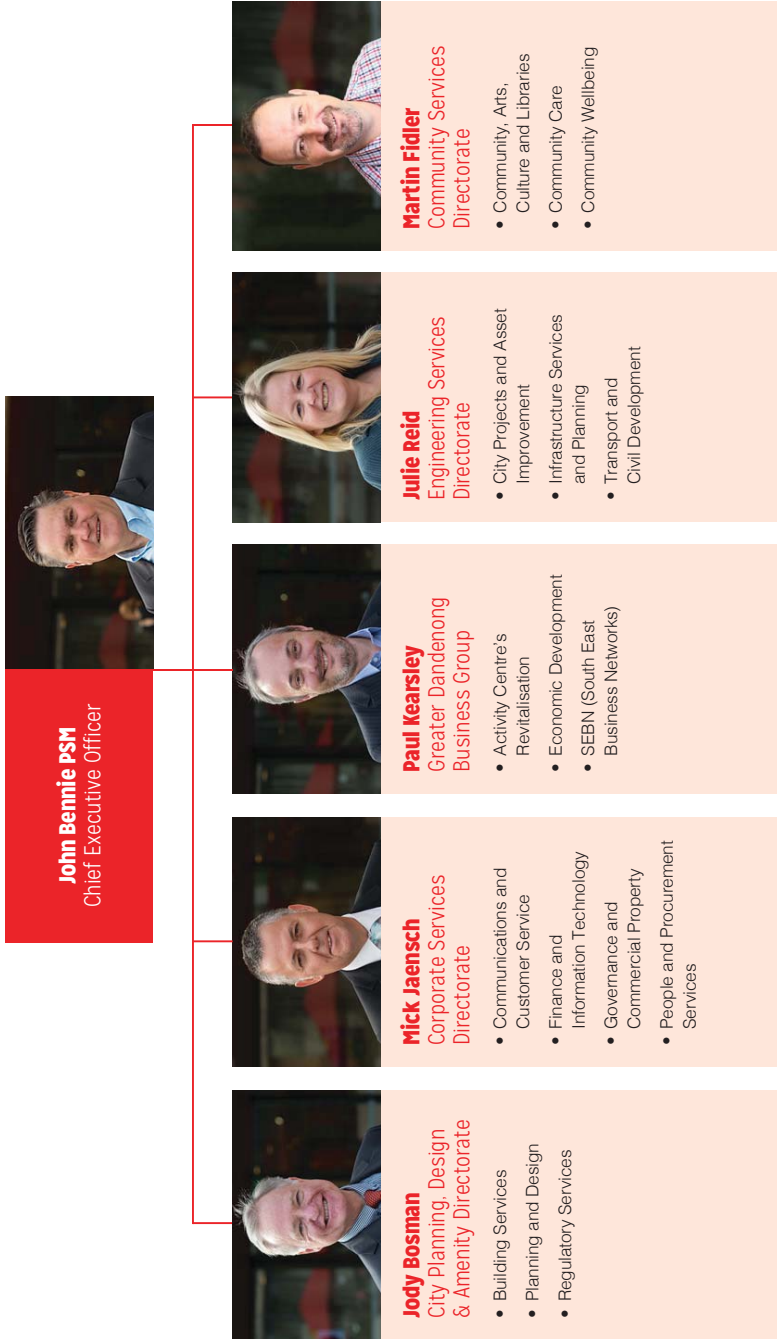 John Bennie PSM
Chief Executive Officer
Jody Bosman
City Planning, Design
& Amenity Directorate
• Building Services
• Planning and Design
• Regulatory Services
Mick Jaensch
Corporate Services
Directorate
• Communications and
Customer Service
• Finance and
Information Technology
• Governance and
Commercial Property
• People and Procurement
Services
Paul Kearsley
Greater Dandenong
Business Group
• Activity Centre's
Revitalisation
• Economic Development
• SEBN (South East
Business Networks)
Julie Reid
Engineering Services
Directorate
• City Projects and Asset
Improvement
• Infrastructure Services
and Planning
• Transport and
Civil Development
Martin Fidler
Community Services
Directorate
• Community, Arts,
Culture and Libraries
• Community Care
• Community Wellbeing